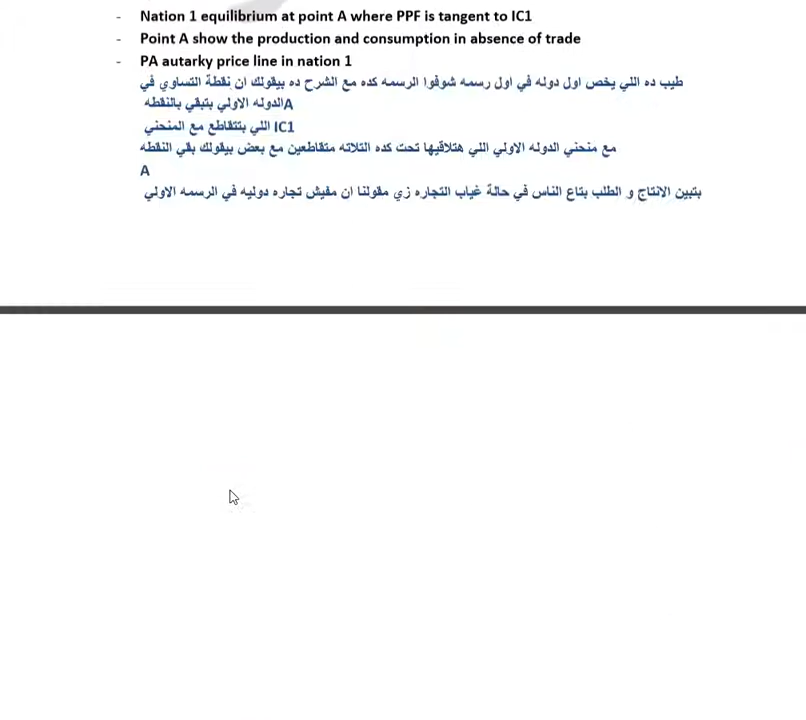 - Nation 1 equilibrium at point A where PPF is tangent to IC1
- Point A show the production and consumption in absence of trade
- PA autarky price line in nation 1
طيب ده اللي يخص اول دوله في اول رسمه شوفوا الرسمه كده مع الشرح ده بيقولك ان نقطة التساوي في
الدوله الاولي بتبقي بالنقطهA
اللي بتتقاطع مع المنحني IC1
مع منحني الدوله الاولي اللي هتلاقيها تحت كده التلاته متقاطعين مع بعض بيقولك بقي النقطه
A
بتبين الانتاج و الطلب بتاع الناس في حالة غياب التجاره زي مقولنا ان مفيش تجاره دوليه في الرسمه الاولي